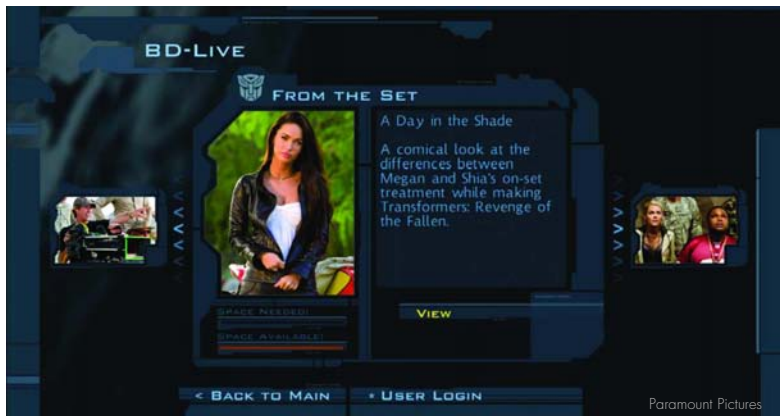 BD-LIVE
FROM THE SET
A Day in the Shade
A comical look at the
differences between
Megan and Shia's on-set
treatment while making
Transformers: Revenge of
the Fallen.
SPACE NEEDED:
SPACE AVAILABLE:
VIEW
< BACK TO MAIN
• USER LOGIN
Paramount Pictures